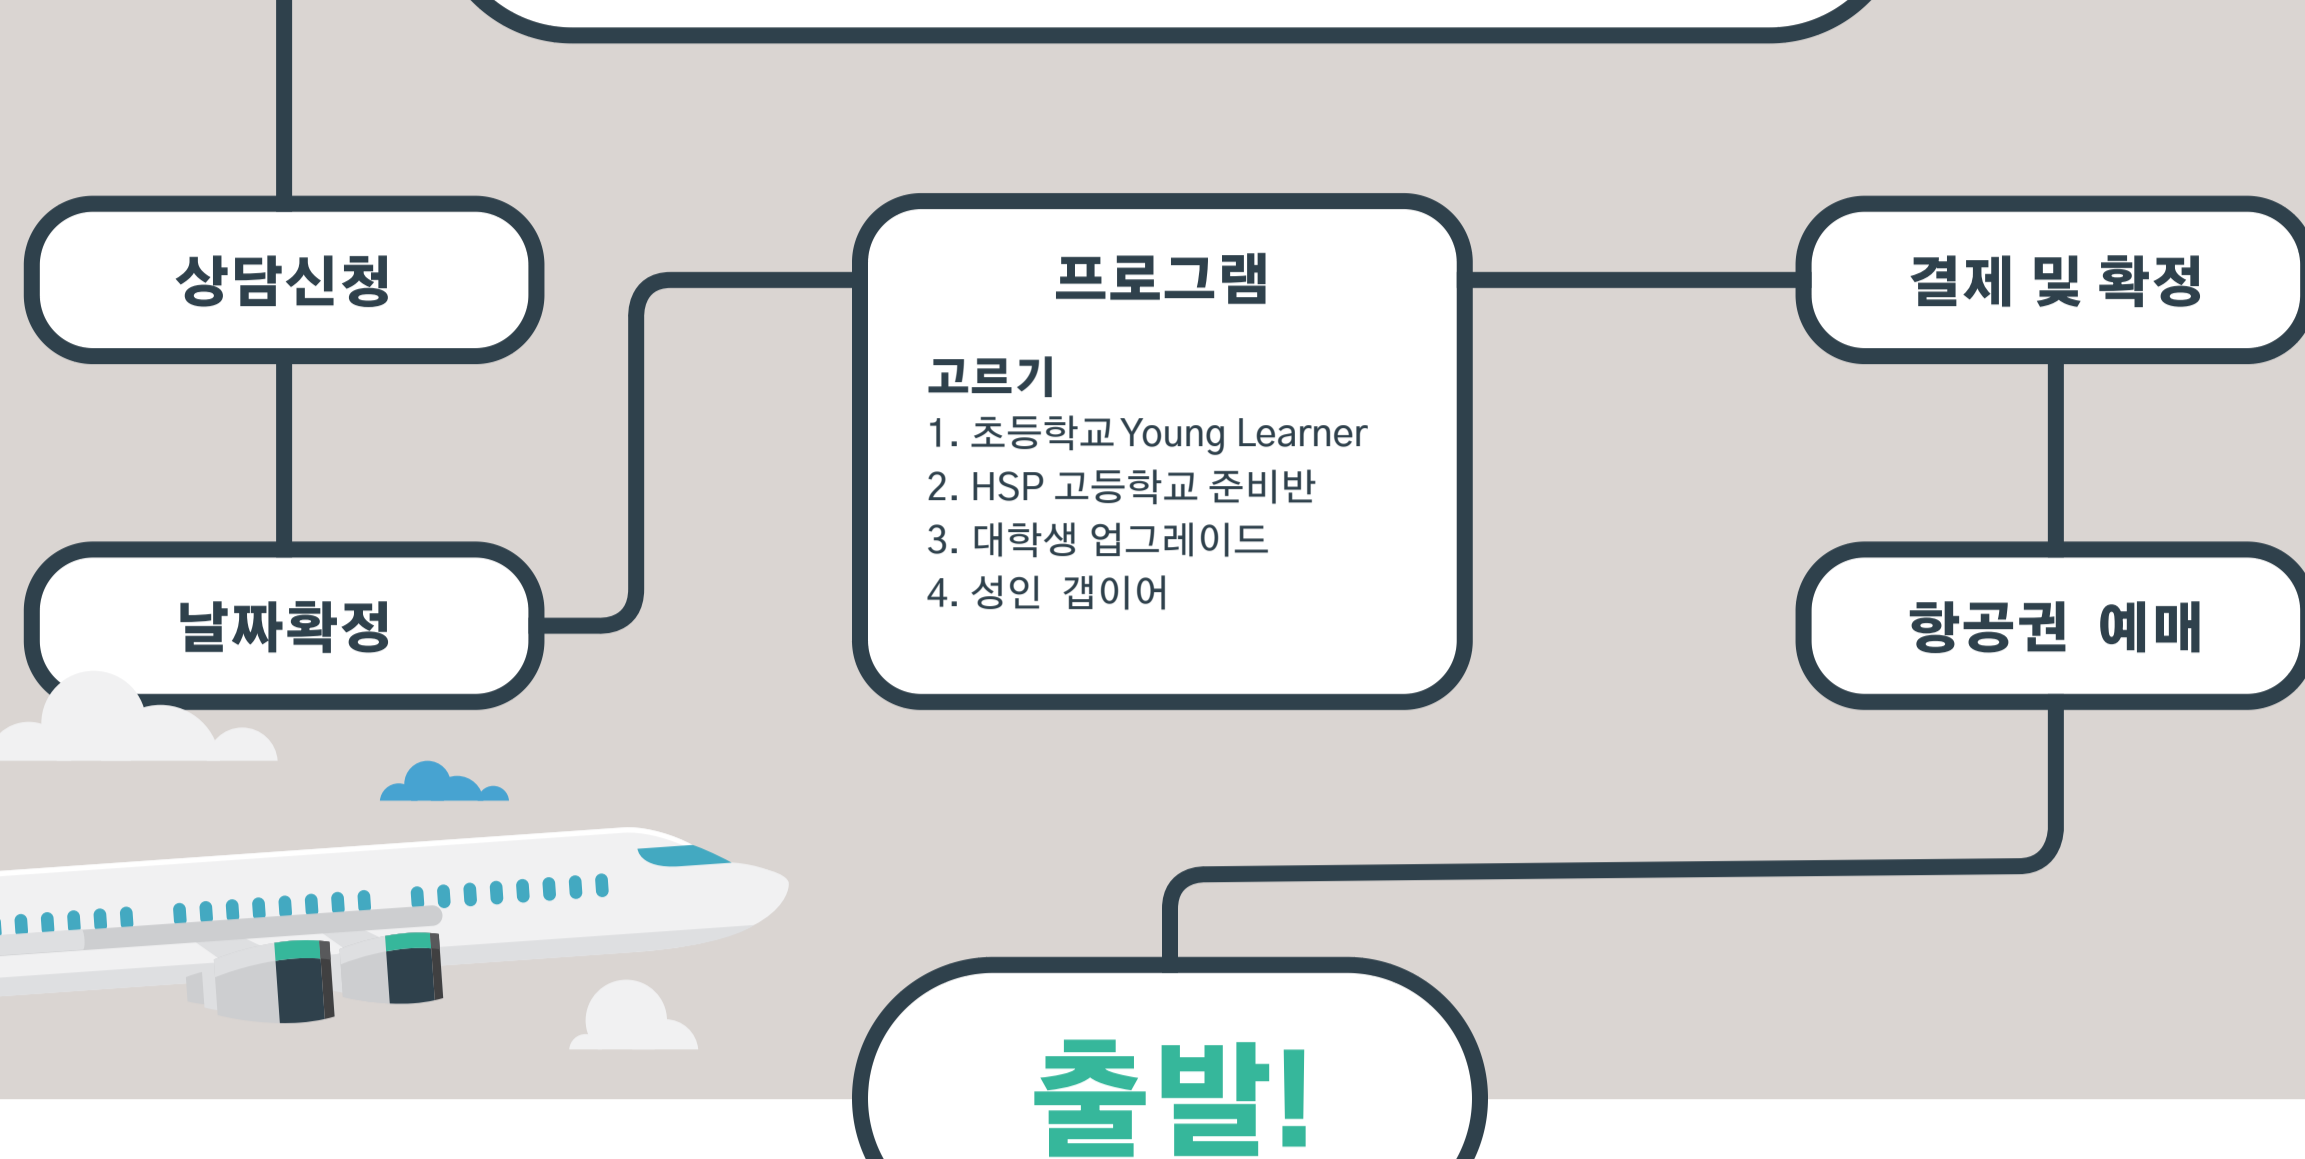 상담신청
날짜확정
프로그램
고르기
1. 초등학교 Young Learner
2. HSP 고등학교 준비반
3. 대학생 업그레이드
4. 성인 갭이어
결제 및 확정
항공권 예매
출발!